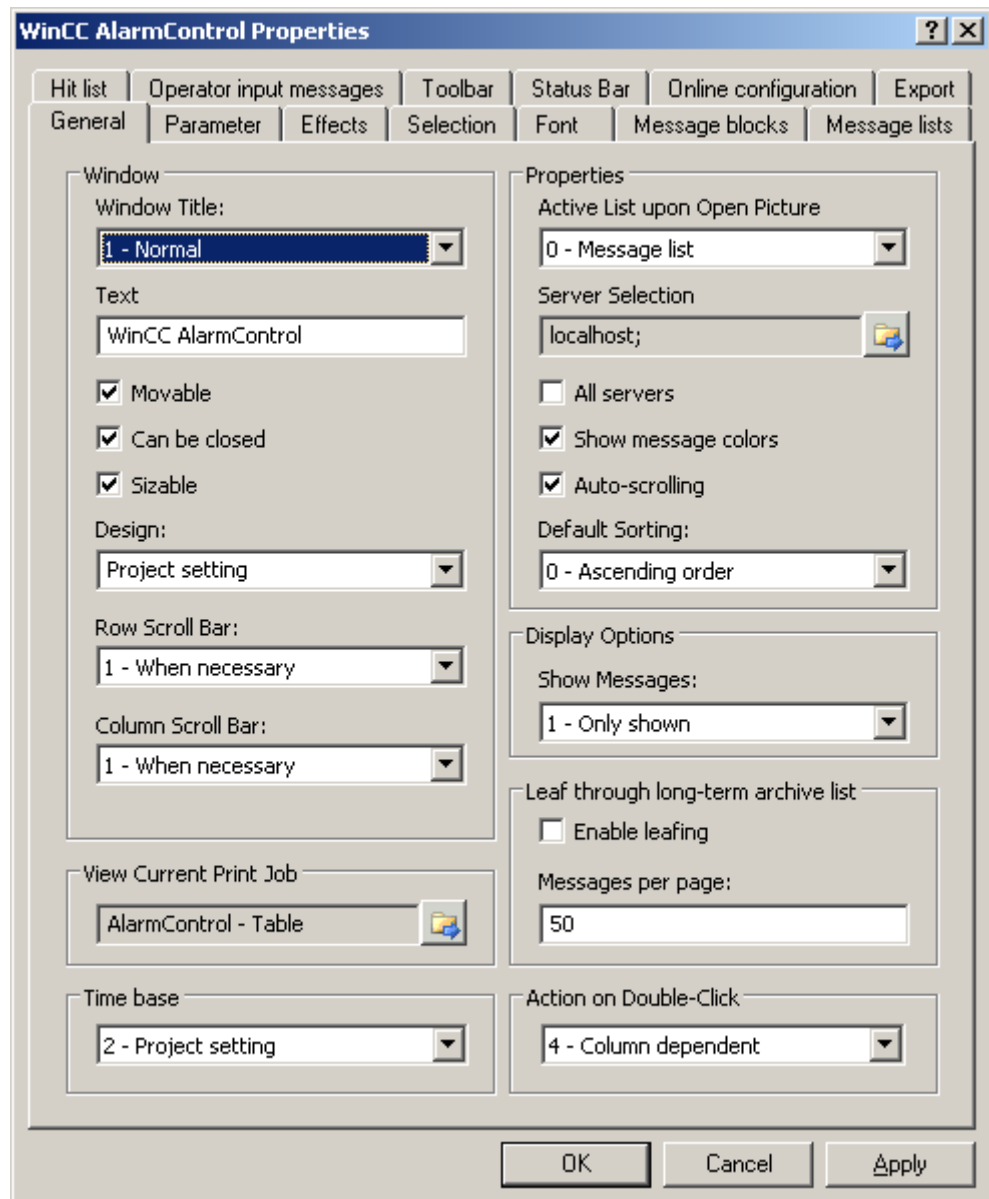 WinCC AlarmControl Properties
Hit list
Operator input messages
Toolbar
Status Bar
Online configuration
Export
General
Parameter
Effects
Selection
Font
Message blocks
Message lists
Window
Window Title:
1 - Normal
Text
WinCC AlarmControl
Movable
Can be closed
Sizable
Design:
Project setting
Row Scroll Bar:
1 - When necessary
Column Scroll Bar:
1 - When necessary
View Current Print Job
AlarmControl - Table
Time base
2 - Project setting
Properties
Active List upon Open Picture
0 - Message list
Server Selection
localhost;
All servers
Show message colors
Auto-scrolling
Default Sorting:
0 - Ascending order
Display Options
Show Messages:
1 - Only shown
Leaf through long-term archive list
Enable leafing
Messages per page:
50
Action on Double-Click
4 - Column dependent
OK
Cancel
Apply